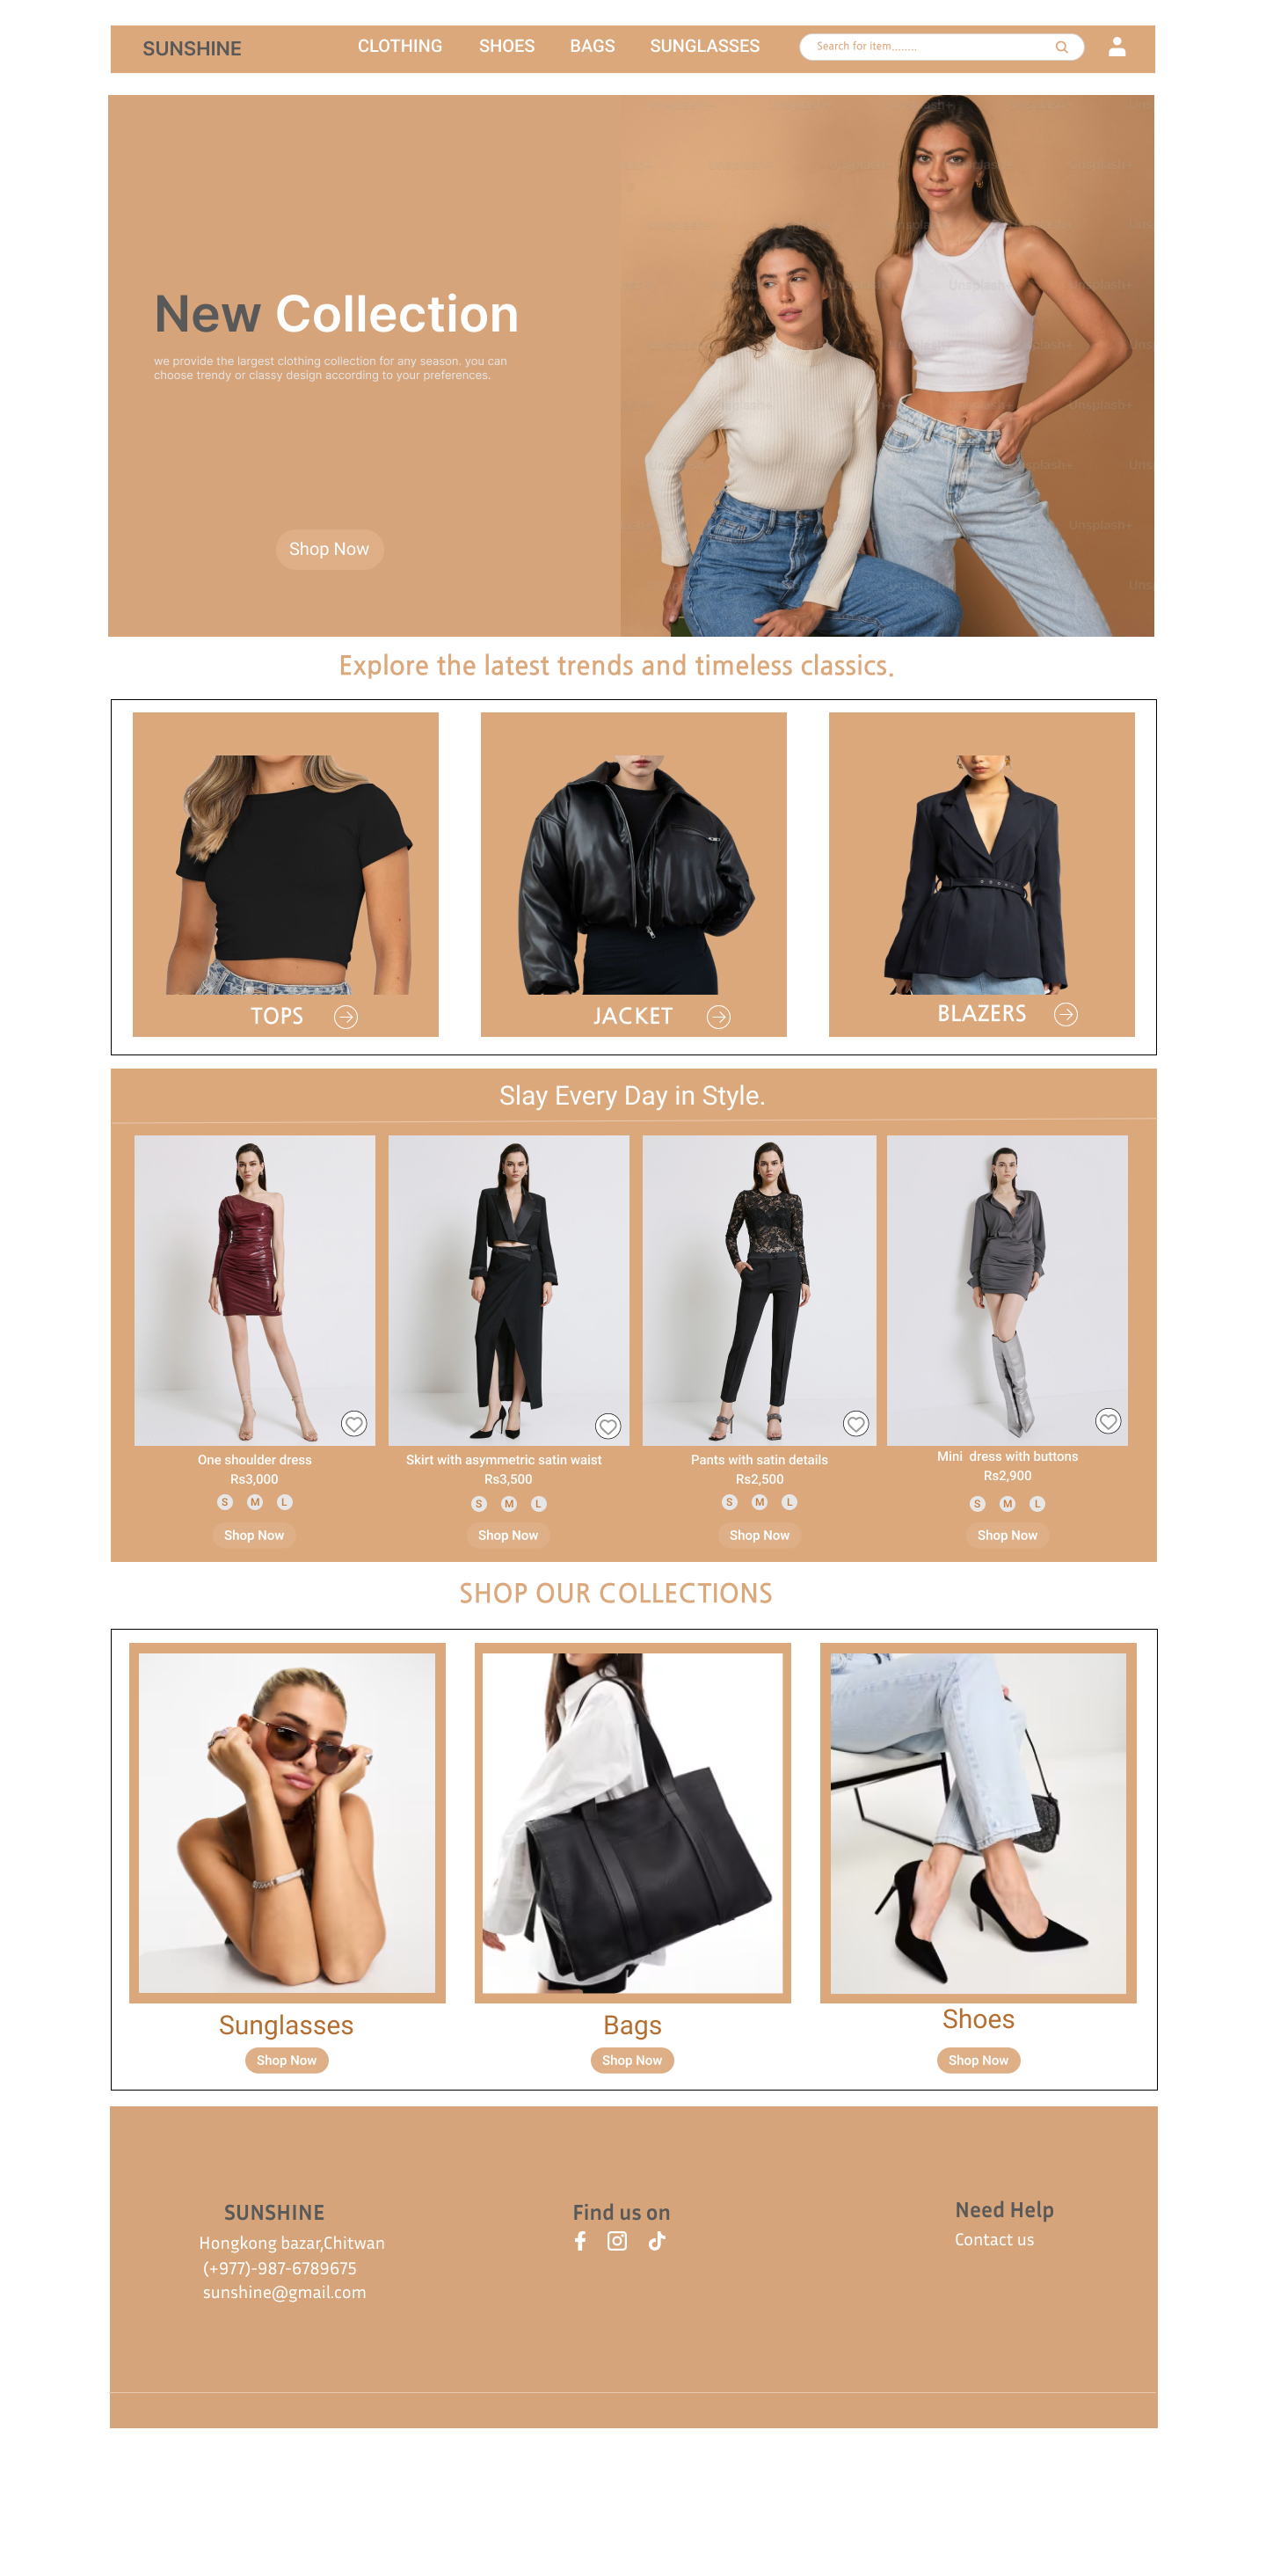 SUNSHINE
CLOTHING SHOES BAGS SUNGLASSES
Search for item........
New Collection
we provide the largest clothing collection for any season. you can
choose trendy or classy design according to your preferences.
Shop Now
Unsplash+
Explore the latest trends and timeless classics.
TOPS
JACKET
BLAZERS
Slay Every Day in Style.
One shoulder dress
Rs3,000
S M L
Shop Now
Skirt with asymmetric satin waist
Rs3,500
S M L
Shop Now
Pants with satin details
Rs2,500
S M L
Shop Now
Mini dress with buttons
Rs2,900
S M L
Shop Now
SHOP OUR COLLECTIONS
Sunglasses
Shop Now
Bags
Shop Now
Shoes
Shop Now
SUNSHINE
Hongkong bazar,Chitwan
(+977)-987-6789675
sunshine@gmail.com
Find us on
Need Help
Contact us